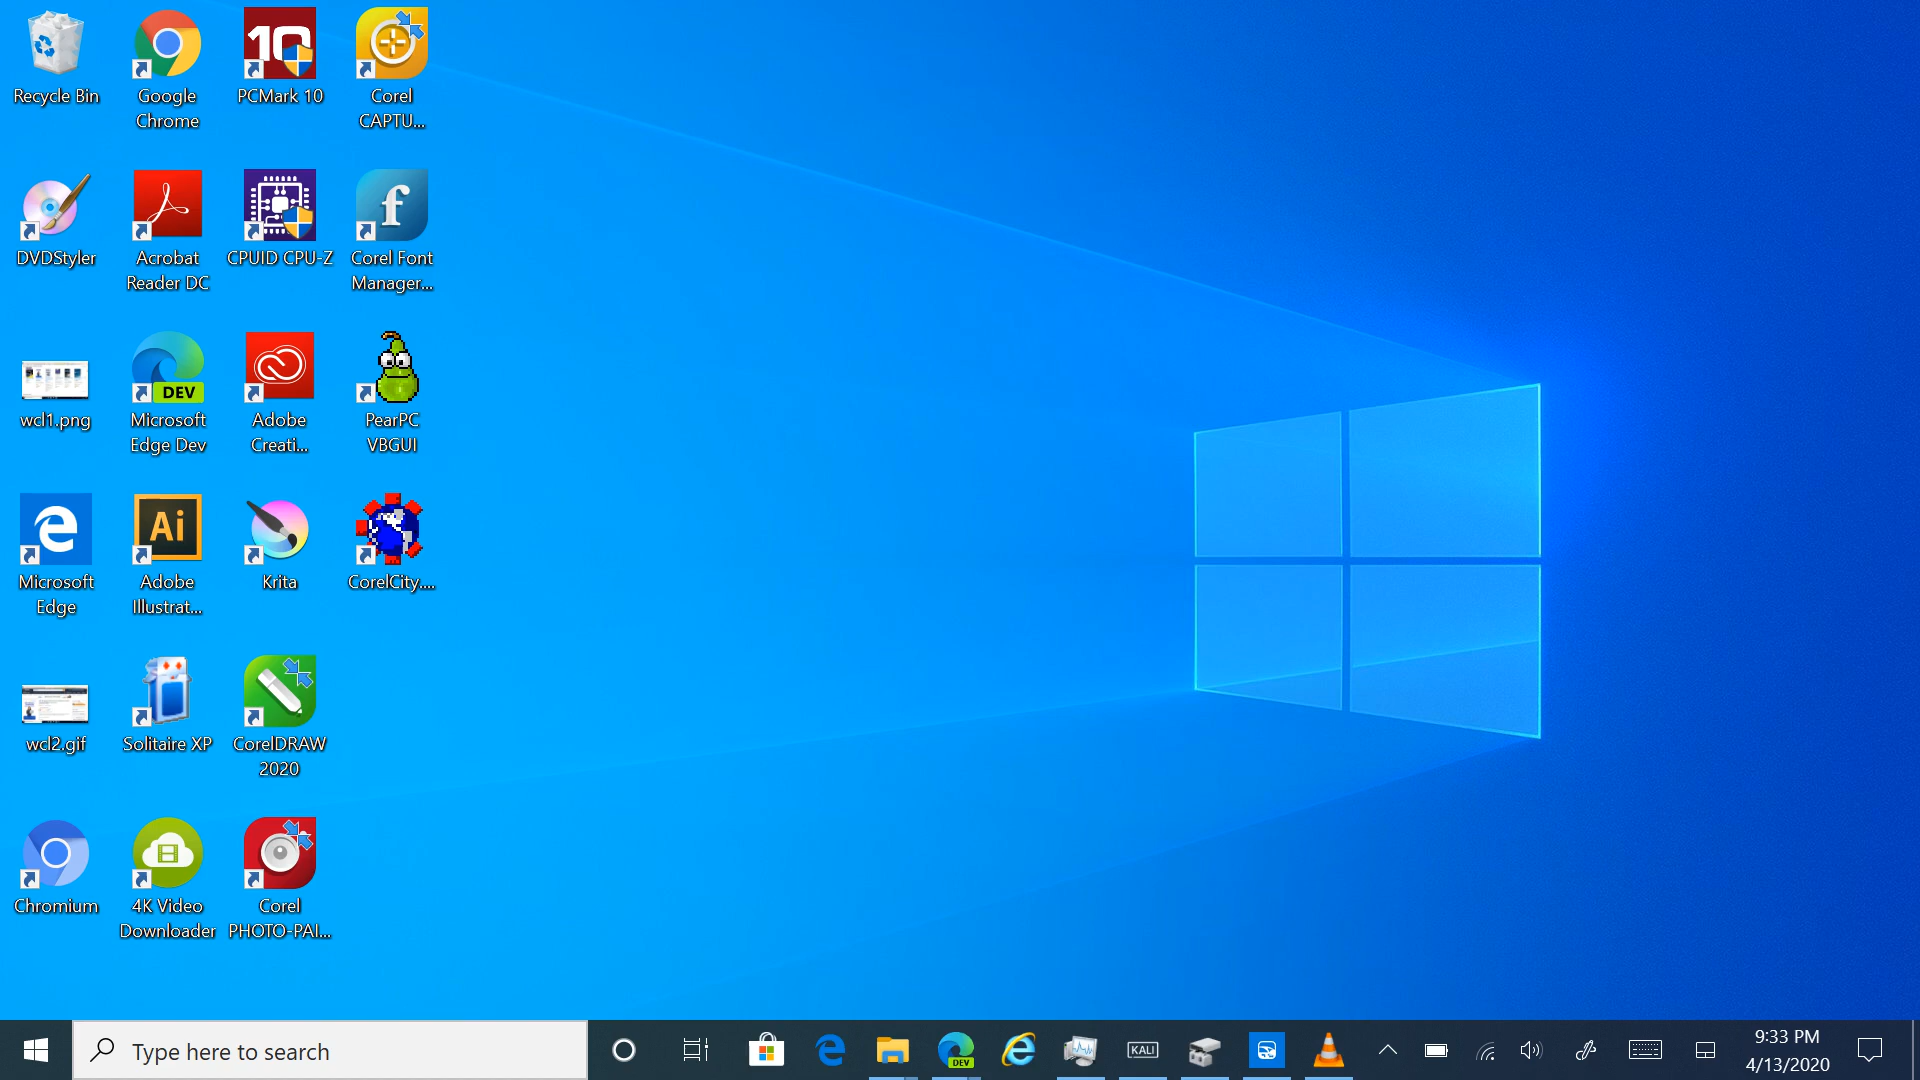 Recycle Bin
Google
Chrome
10
PCMark 10
Corel
CAPTU...
DVDStyler
Acrobat
Reader DC
CPUID CPU-Z
f
Corel Font
Manager...
wcl1.png
DEV
Microsoft
Edge Dev
Adobe
Creati...
PearPC
VBGUI
Microsoft
Edge
Ai
Adobe
Illustrat...
Krita
CorelCity....
wcl2.gif
Solitaire XP
CorelDRAW
2020
Chromium
4K Video
Downloader
Corel
PHOTO-PAI...
Type here to search
DEV
KALI
9:33 PM
4/13/2020